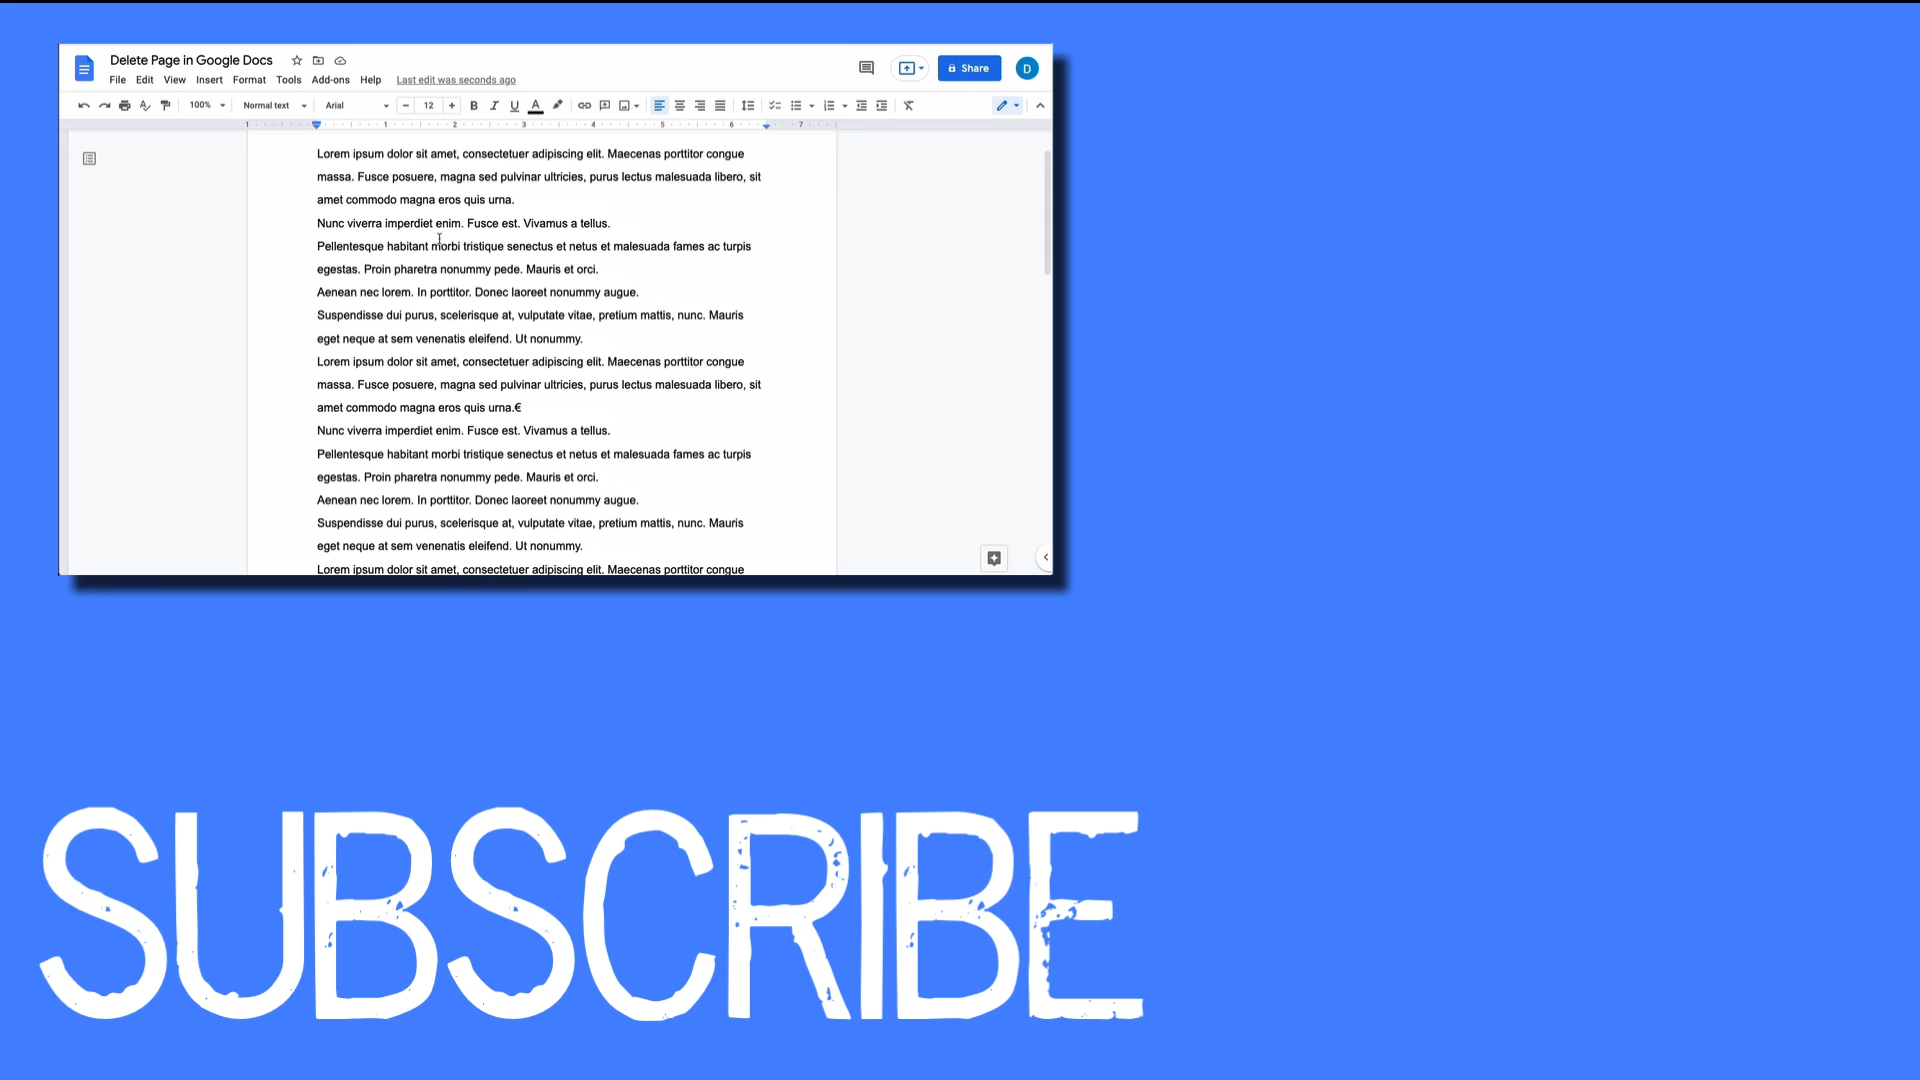 Delete Page in Google Docs
File Edit View Insert Format Tools Add-ons Help Last edit was seconds ago
Share
D
100% Normal text Arial 12
1 1 2 3 4 5 6 7
Lorem ipsum dolor sit amet, consectetuer adipiscing elit. Maecenas porttitor congue
massa. Fusce posuere, magna sed pulvinar ultricies, purus lectus malesuada libero, sit
amet commodo magna eros quis urna.
Nunc viverra imperdiet enim. Fusce est. Vivamus a tellus.
Pellentesque habitant morbi tristique senectus et netus et malesuada fames ac turpis
egestas. Proin pharetra nonummy pede. Mauris et orci.
Aenean nec lorem. In porttitor. Donec laoreet nonummy augue.
Suspendisse dui purus, scelerisque at, vulputate vitae, pretium mattis, nunc. Mauris
eget neque at sem venenatis eleifend. Ut nonummy.
Lorem ipsum dolor sit amet, consectetuer adipiscing elit. Maecenas porttitor congue
massa. Fusce posuere, magna sed pulvinar ultricies, purus lectus malesuada libero, sit
amet commodo magna eros quis urna.€
Nunc viverra imperdiet enim. Fusce est. Vivamus a tellus.
Pellentesque habitant morbi tristique senectus et netus et malesuada fames ac turpis
egestas. Proin pharetra nonummy pede. Mauris et orci.
Aenean nec lorem. In porttitor. Donec laoreet nonummy augue.
Suspendisse dui purus, scelerisque at, vulputate vitae, pretium mattis, nunc. Mauris
eget neque at sem venenatis eleifend. Ut nonummy.
Lorem ipsum dolor sit amet, consectetuer adipiscing elit. Maecenas porttitor congue
SUBSCRIBE